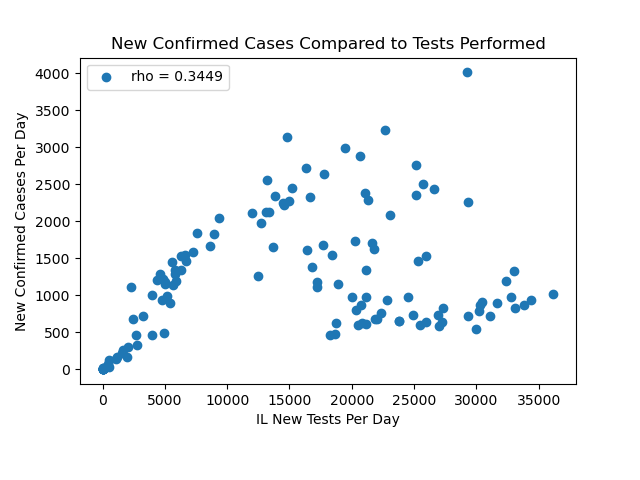 New Confirmed Cases Compared to Tests Performed
rho = 0.3449
4000
3500
3000
2500
2000
1500
1000
500
0
New Confirmed Caeses Per Day
0 5000 10000 15000 20000 25000 30000 35000
IL New Tests Per Day